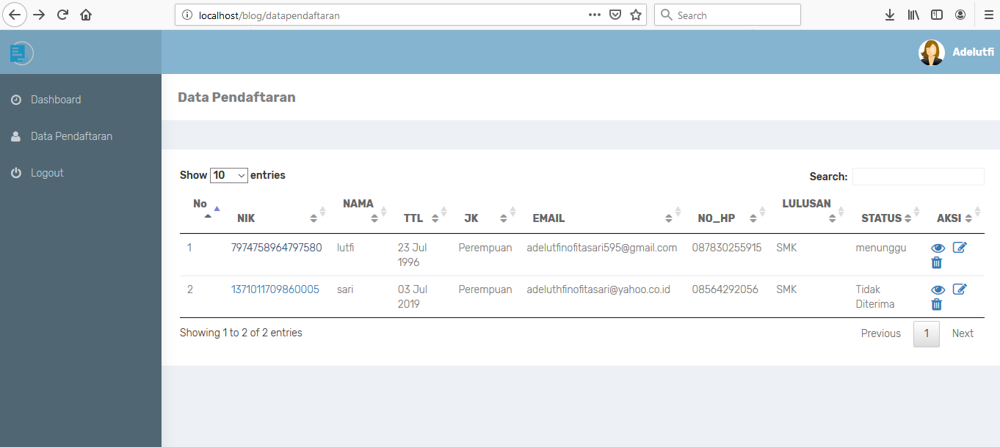 localhost/blog/datapendaftaran
Search
Adelutfi
Dashboard
Data Pendaftaran
Logout
Data Pendaftaran
Show 10 entries
Search:
No NIK NAMA TTL JK EMAIL NO_HP LULUSAN STATUS AKSI
1 7974758964797580 lutfi 23 Jul Perempuan adelutfinofitasari595@gmail.com 087830255915 SMK menunggu
1996
2 1371011709860005 sari 03 Jul Perempuan adeluthfinofitasari@yahoo.co.id 08564292056 SMK Tidak
2019 Diterima
Showing 1 to 2 of 2 entries
Previous 1 Next